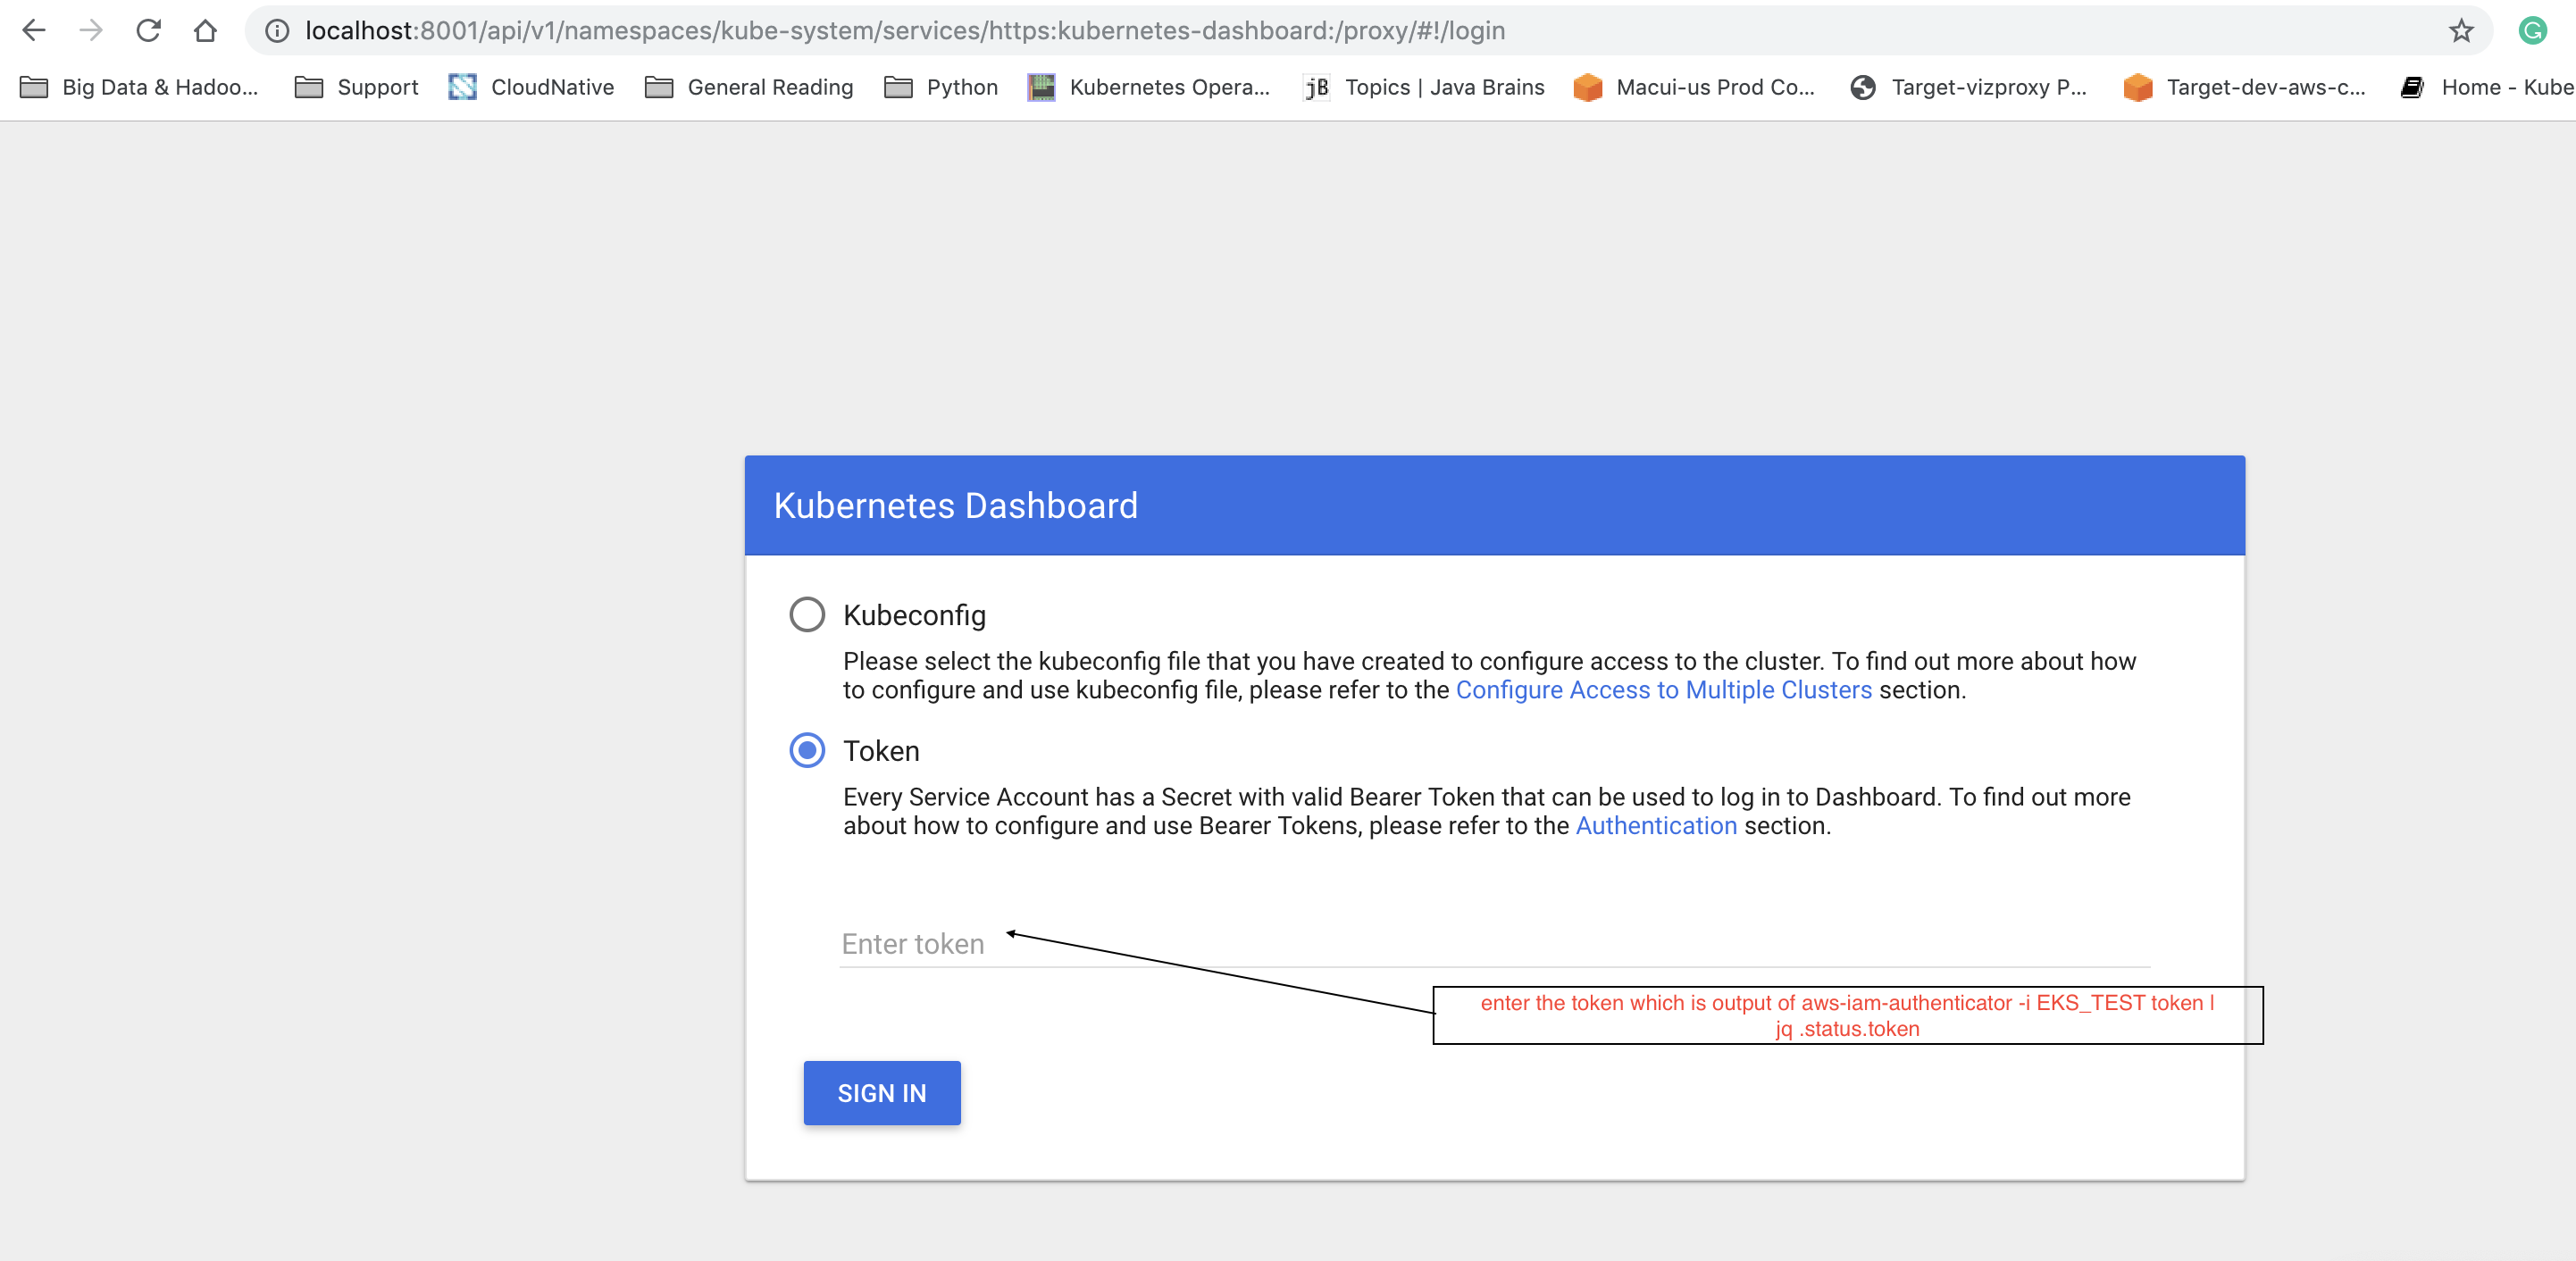 localhost:8001/api/v1/namespaces/kube-system/services/https:kubernetes-dashboard:/proxy/#!/login
Big Data & Hadoo... Support CloudNative General Reading Python Kubernetes Opera... jB Topics | Java Brains Macui-us Prod Co... Target-vizproxy P... Target-dev-aws-c... Home - Kube
Kubernetes Dashboard
Kubeconfig
Please select the kubeconfig file that you have created to configure access to the cluster. To find out more about how
to configure and use kubeconfig file, please refer to the Configure Access to Multiple Clusters section.
Token
Every Service Account has a Secret with valid Bearer Token that can be used to log in to Dashboard. To find out more
about how to configure and use Bearer Tokens, please refer to the Authentication section.
Enter token
enter the token which is output of aws-iam-authenticator -i EKS_TEST token |
jq .status.token
SIGN IN